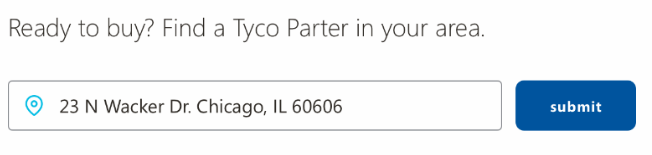 Ready to buy? Find a Tyco Parter in your area.
23 N Wacker Dr. Chicago, IL 60606
submit